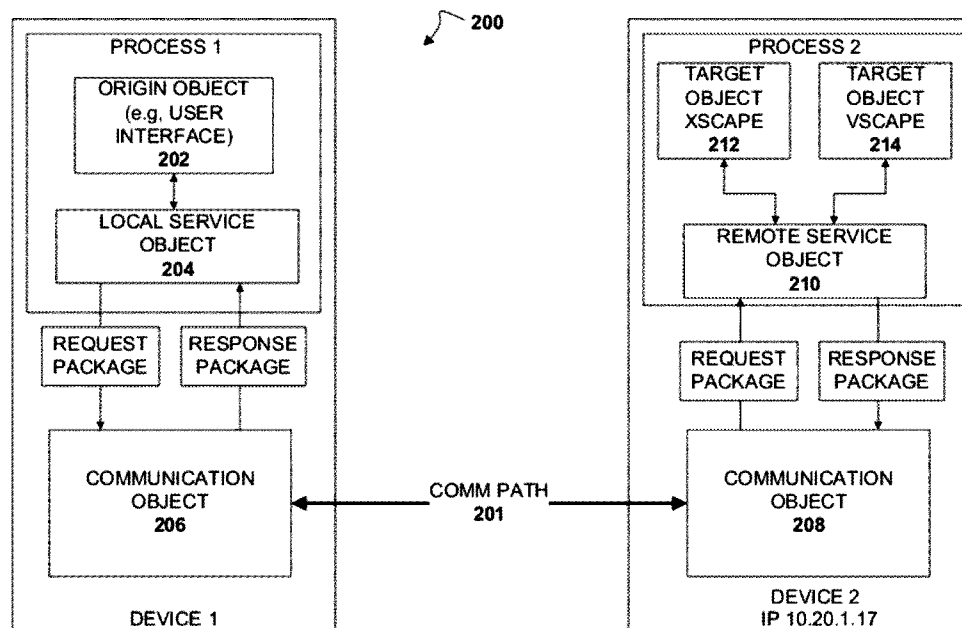 200
PROCESS 1
ORIGIN OBJECT
(e.g, USER
INTERFACE)
202
LOCAL SERVICE
OBJECT
204
REQUEST
PACKAGE
RESPONSE
PACKAGE
COMMUNICATION
OBJECT
206
DEVICE 1
COMM PATH
201
PROCESS 2
TARGET
OBJECT
XSCAPE
212
TARGET
OBJECT
VSCAPE
214
REMOTE SERVICE
OBJECT
210
REQUEST
PACKAGE
RESPONSE
PACKAGE
COMMUNICATION
OBJECT
208
DEVICE 2
IP 10.20.1.17